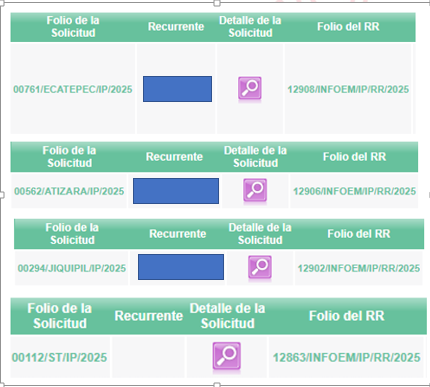 Folio de la Solicitud Recurrente Detalle de la Solicitud Folio del RR
00761/ECATEPEC/IP/2025 12908/INFOEM/IP/RR/2025
Folio de la Solicitud Recurrente Detalle de la Solicitud Folio del RR
00562/ATIZARA/IP/2025 12906/INFOEM/IP/RR/2025
Folio de la Solicitud Recurrente Detalle de la Solicitud Folio del RR
00294/JIQUIPIL/IP/2025 12902/INFOEM/IP/RR/2025
Folio de la Solicitud Recurrente Detalle de la Solicitud Folio del RR
00112/ST/IP/2025 12863/INFOEM/IP/RR/2025